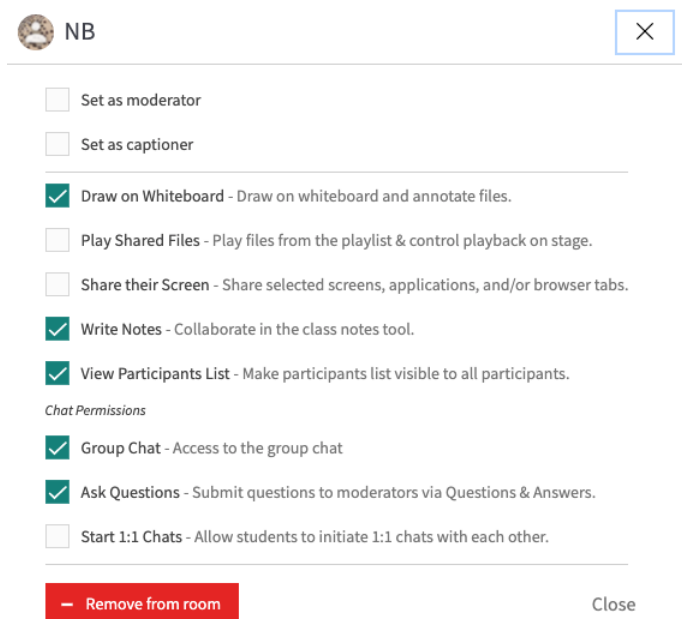 NB
Set as moderator
Set as captioner
Draw on Whiteboard - Draw on whiteboard and annotate files.
Play Shared Files - Play files from the playlist & control playback on stage.
Share their Screen - Share selected screens, applications, and/or browser tabs.
Write Notes - Collaborate in the class notes tool.
View Participants List - Make participants list visible to all participants.
Chat Permissions
Group Chat - Access to the group chat
Ask Questions - Submit questions to moderators via Questions & Answers.
Start 1:1 Chats - Allow students to initiate 1:1 chats with each other.
Remove from room
Close